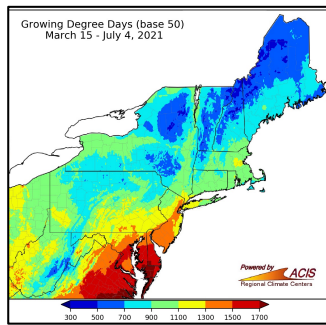 Growing Degree Days (base 50)
March 15 - July 4, 2021
Powered by ACIS
Regional Climate Centers
300 500 700 900 1100 1300 1500 1700